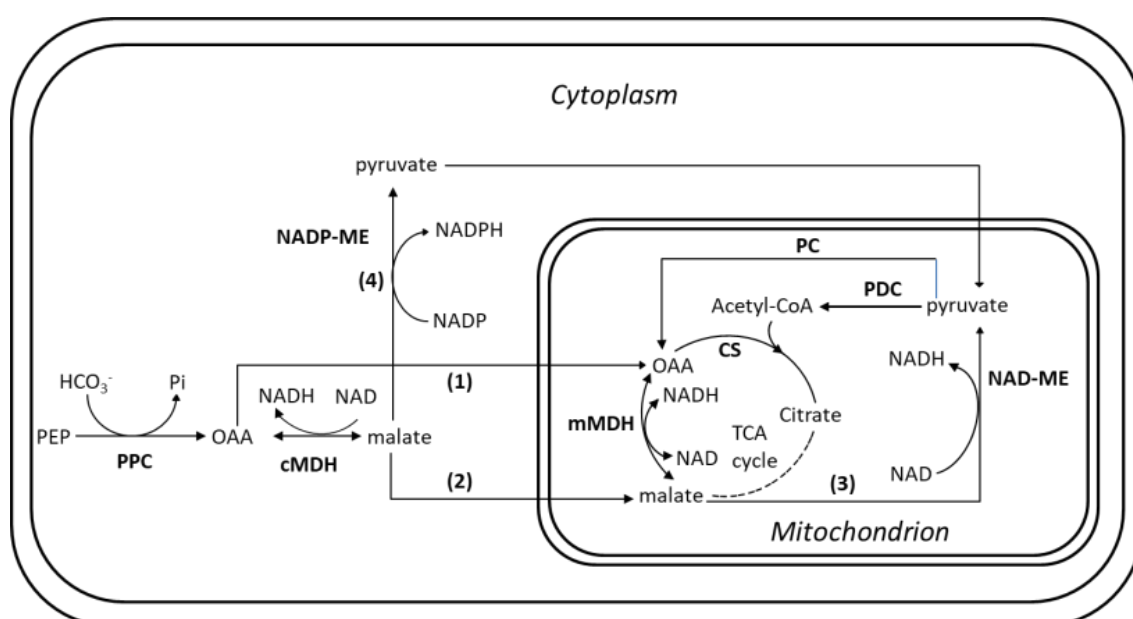 Cytoplasm
pyruvate
NADP-ME
NADPH
(4)
NADP
PC
PDC
Acetyl-CoA
pyruvate
CS
OAA
NADH
NAD-ME
(1)
HCO3-
Pi
NADH
NAD
NADH
mMDH
Citrate
PEP
OAA
malate
PPC
cMDH
NAD
TCA
cycle
NAD
(2)
malate
(3)
Mitochondrion